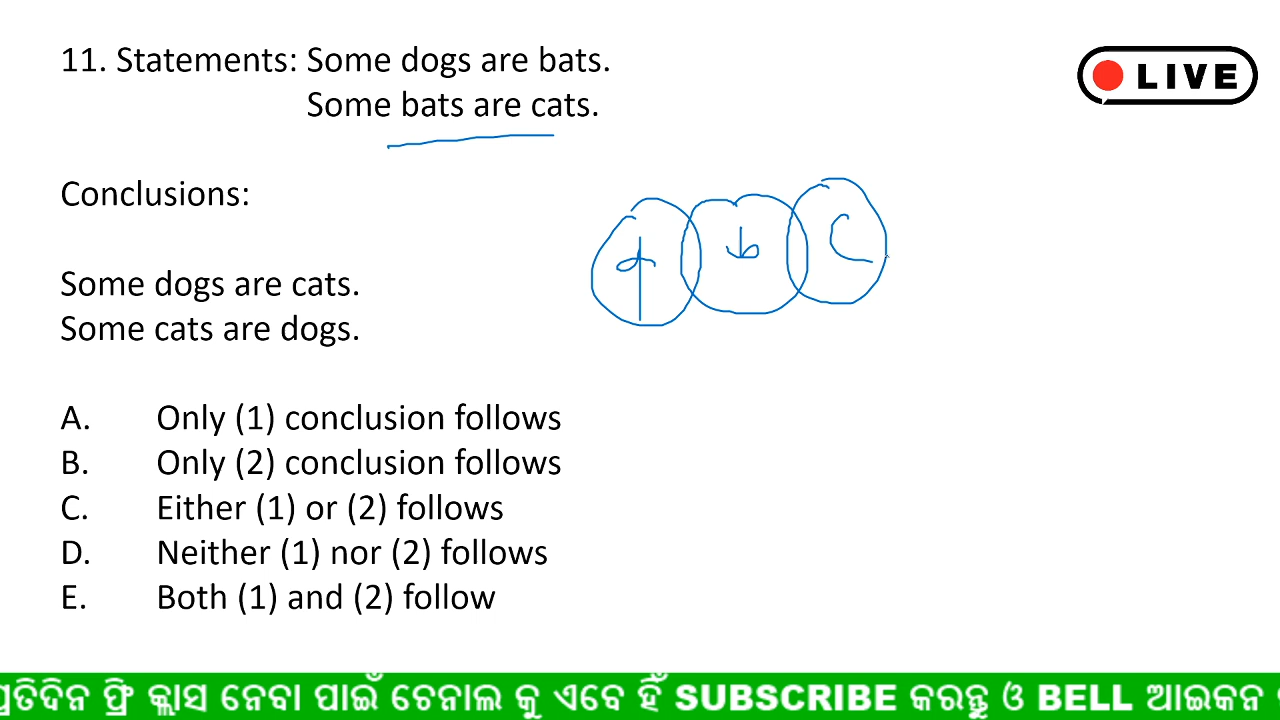 11. Statements: Some dogs are bats.
Some bats are cats.
LIVE
Conclusions:
d b C
Some dogs are cats.
Some cats are dogs.
A. Only (1) conclusion follows
B. Only (2) conclusion follows
C. Either (1) or (2) follows
D. Neither (1) nor (2) follows
E. Both (1) and (2) follow
ପ୍ରତିଦିନ ଫ୍ରି କ୍ଲାସ ନେବା ପାଇଁ ଚେନାଲ କୁ ଏବେ ହିଁ SUBSCRIBE କରନ୍ତୁ ଓ BELL ଆଇକନ